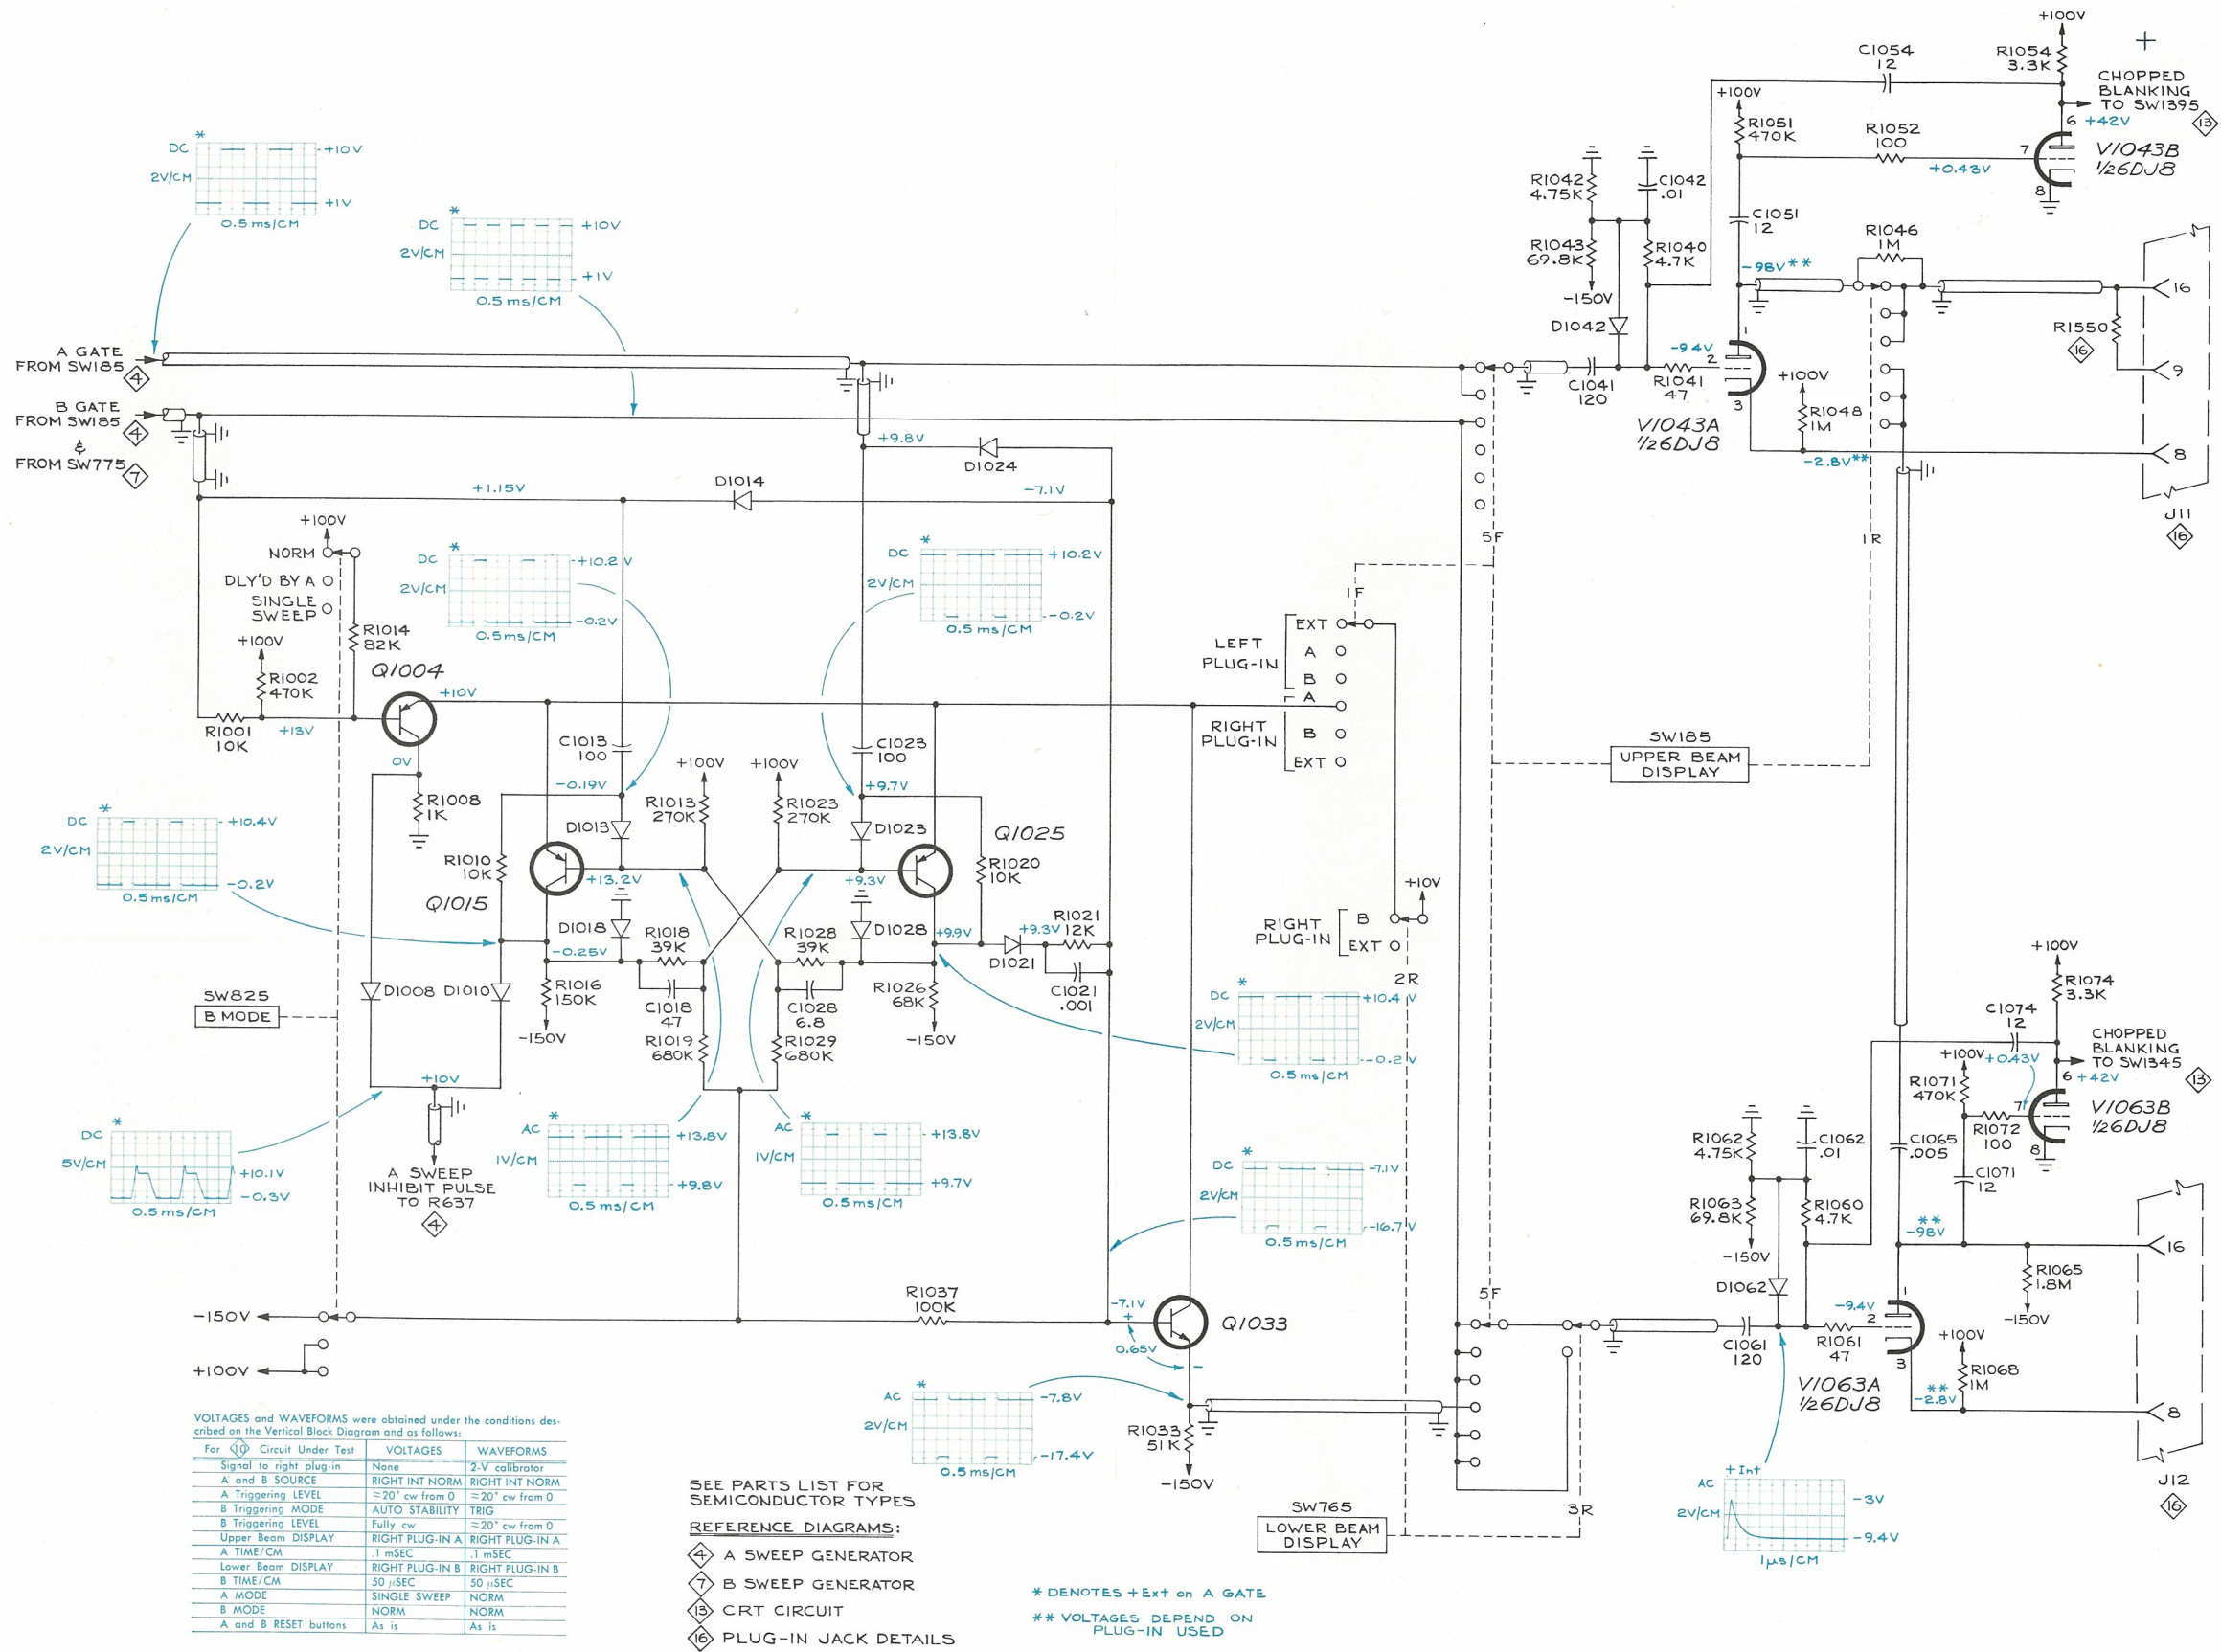 +100V
C1054
12
R1054
3.3K
CHOPPED
BLANKING
TO SW1395
13
6 +42V
+100V
R1051
470K
R1052
100
+0.43V
7
V1043B
1/2 6DJ8
8
*
DC
+10V
2V/CM
+1V
0.5 ms/CM
*
DC
+10V
2V/CM
+1V
0.5 ms/CM
R1042
4.75K
C1042
.01
R1043
69.8K
R1040
4.7K
-150V
D1042
C1051
12
-98V**
R1046
1M
16
R1550
16
9
8
J11
16
A GATE
FROM SW185
4
B GATE
FROM SW185
4
&
FROM SW775
7
C1041
120
R1041
47
-9.4V
1
2
3
V1043A
1/2 6DJ8
+100V
R1048
1M
-2.8V**
+9.8V
D1024
D1014
+1.15V
-7.1V
5F
1R
+100V
NORM
DLY'D BY A
SINGLE
SWEEP
+100V
R1002
470K
R1014
82K
Q1004
+10V
R1001
10K
+13V
0V
R1008
1K
*
DC
+10.2V
2V/CM
-0.2V
0.5ms/CM
*
DC
+10.2V
2V/CM
-0.2V
0.5 ms/CM
1F
LEFT
PLUG-IN
EXT
A
B
RIGHT
PLUG-IN
A
B
EXT
SW185
UPPER BEAM
DISPLAY
C1013
100
-0.19V
+100V
R1013
270K
+100V
R1023
270K
C1023
100
+9.7V
D1013
D1023
Q1025
R1010
10K
Q1015
+13.2V
+9.3V
R1020
10K
*
DC
+10.4V
2V/CM
-0.2V
0.5ms/CM
D1018
R1018
39K
R1028
39K
D1028
+9.9V
+9.3V
R1021
12K
D1021
C1021
.001
-0.25V
R1016
150K
-150V
C1018
47
C1028
6.8
R1026
68K
-150V
R1019
680K
R1029
680K
D1008
D1010
SW825
B MODE
+10V
RIGHT
PLUG-IN
B
EXT
2R
*
DC
+10.4V
2V/CM
-0.2V
0.5 ms/CM
+10V
A SWEEP
INHIBIT PULSE
TO R637
4
*
DC
5V/CM
+10.1V
-0.3V
0.5ms/CM
*
AC
+13.8V
1V/CM
+9.8V
0.5 ms/CM
*
AC
+13.8V
1V/CM
+9.7V
0.5 ms/CM
*
DC
-7.1V
2V/CM
-16.7V
0.5 ms/CM
+100V
R1074
3.3K
C1074
12
CHOPPED
BLANKING
TO SW1345
13
+100V
+0.43V
6 +42V
R1071
470K
7
R1072
100
V1063B
1/2 6DJ8
8
R1062
4.75K
C1062
.01
C1065
.005
C1071
12
R1063
69.8K
R1060
4.7K
-150V
D1062
**
-98V
16
R1065
1.8M
-150V
-150V
+100V
R1037
100K
-7.1V
+
0.65V
-
Q1033
5F
C1061
120
R1061
47
-9.4V
1
2
3
V1063A
1/2 6DJ8
+100V
R1068
1M
**
-2.8V
8
J12
16
*
AC
-7.8V
2V/CM
-17.4V
0.5 ms/CM
R1033
51K
-150V
3R
SW765
LOWER BEAM
DISPLAY
+Int
AC
-3V
2V/CM
-9.4V
1μs/CM
VOLTAGES and WAVEFORMS were obtained under the conditions des-
cribed on the Vertical Block Diagram and as follows:
For 10 Circuit Under Test VOLTAGES WAVEFORMS
Signal to right plug-in None 2-V calibrator
A and B SOURCE RIGHT INT NORM RIGHT INT NORM
A Triggering LEVEL ≈20° cw from 0 ≈20° cw from 0
B Triggering MODE AUTO STABILITY TRIG
B Triggering LEVEL Fully cw ≈20° cw from 0
Upper Beam DISPLAY RIGHT PLUG-IN A RIGHT PLUG-IN A
A TIME/CM .1 mSEC .1 mSEC
Lower Beam DISPLAY RIGHT PLUG-IN B RIGHT PLUG-IN B
B TIME/CM 50 μSEC 50 μSEC
A MODE SINGLE SWEEP NORM
B MODE NORM NORM
A and B RESET buttons As is As is
SEE PARTS LIST FOR
SEMICONDUCTOR TYPES
REFERENCE DIAGRAMS:
4 A SWEEP GENERATOR
7 B SWEEP GENERATOR
13 CRT CIRCUIT
16 PLUG-IN JACK DETAILS
* DENOTES +Ext on A GATE
** VOLTAGES DEPEND ON
PLUG-IN USED